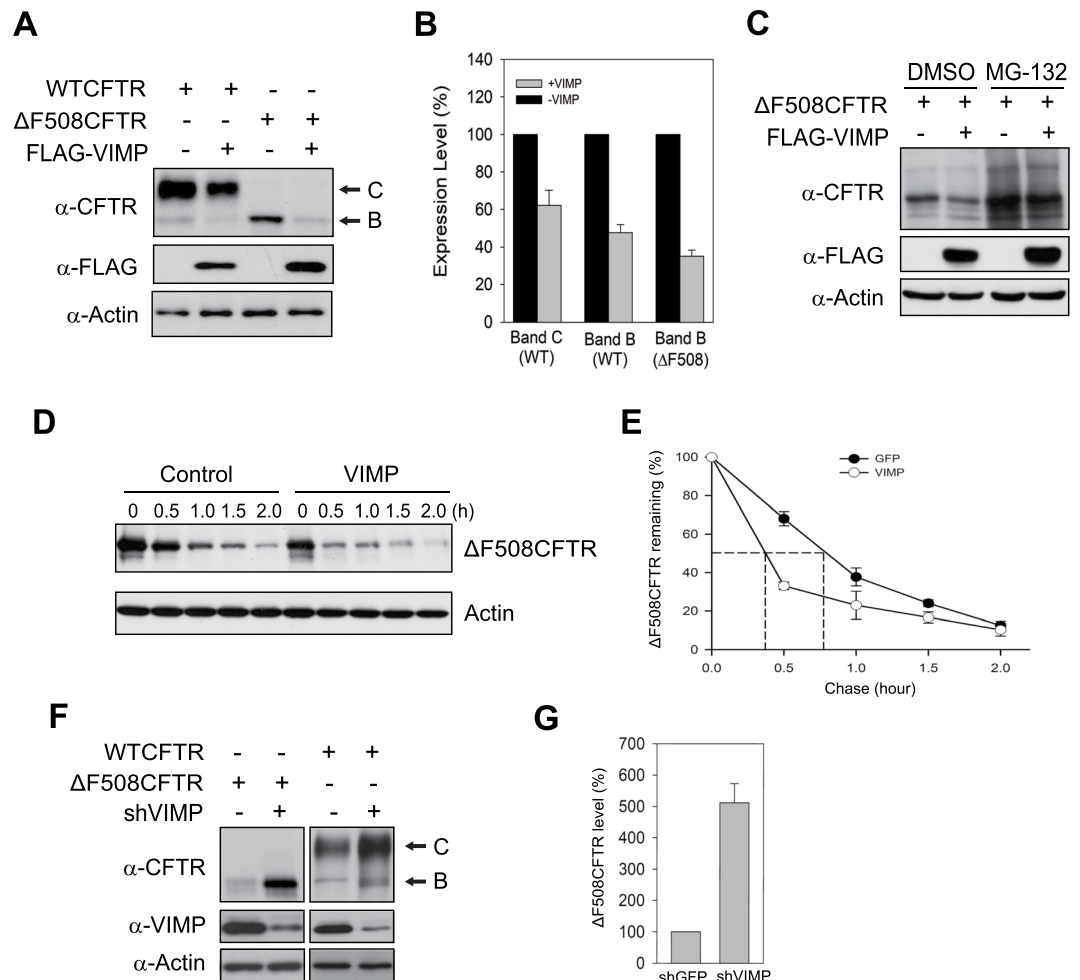 A
WTCFTR + + - -
ΔF508CFTR - - + +
FLAG-VIMP - + - +
α-CFTR
C
B
α-FLAG
α-Actin
B
Expression Level (%)
140
120
100
80
60
40
20
0
+VIMP
-VIMP
Band C (WT)
Band B (WT)
Band B (ΔF508)
C
DMSO MG-132
ΔF508CFTR + + + +
FLAG-VIMP - + - +
α-CFTR
α-FLAG
α-Actin
D
Control VIMP
0 0.5 1.0 1.5 2.0 0 0.5 1.0 1.5 2.0 (h)
ΔF508CFTR
Actin
E
ΔF508CFTR remaining (%)
100
80
60
40
20
0
GFP
VIMP
0.0 0.5 1.0 1.5 2.0
Chase (hour)
F
WTCFTR - - + +
ΔF508CFTR + + - -
shVIMP - + - +
α-CFTR
C
B
α-VIMP
α-Actin
G
ΔF508CFTR level (%)
700
600
500
400
300
200
100
0
shGFP shVIMP